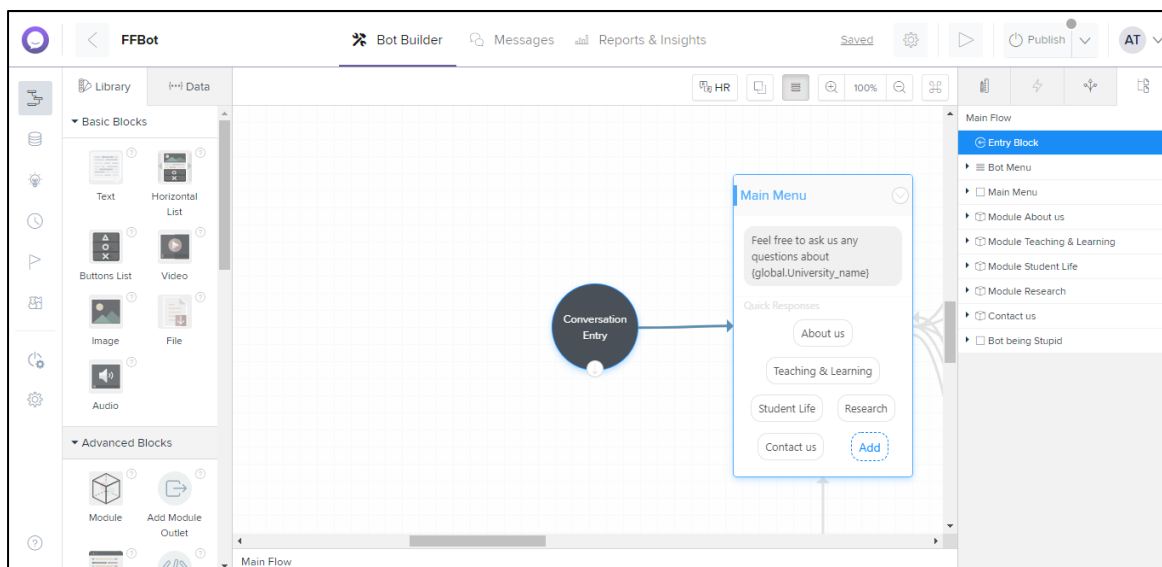 FFBot
Bot Builder
Messages
Reports & Insights
Saved
Publish
AT
Library
Data
HR
100%
Basic Blocks
Text
Horizontal
List
Buttons List
Video
Image
File
Audio
Advanced Blocks
Module
Add Module
Outlet
Conversation
Entry
Main Menu
Feel free to ask us any
questions about
{global.University_name}
Quick Responses
About us
Teaching & Learning
Student Life
Research
Contact us
Add
Main Flow
Main Flow
Entry Block
Bot Menu
Main Menu
Module About us
Module Teaching & Learning
Module Student Life
Module Research
Contact us
Bot being Stupid